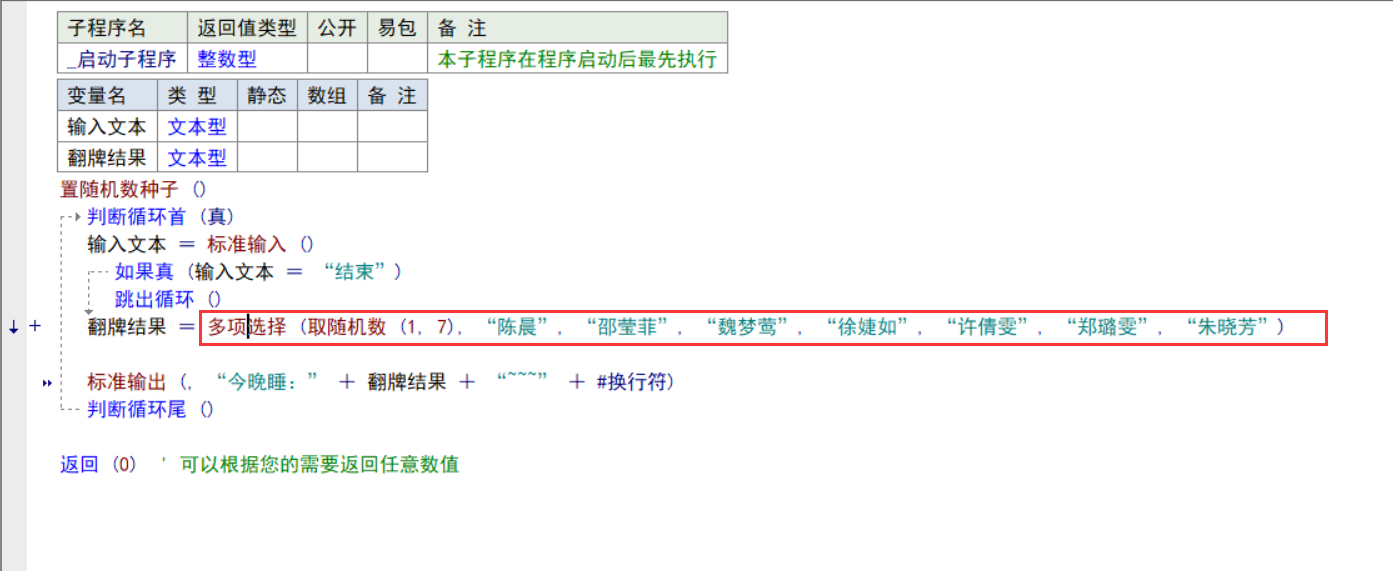 子程序名 返回值类型 公开 易包 备 注
_启动子程序 整数型 本子程序在程序启动后最先执行
变量名 类 型 静态 数组 备 注
输入文本 文本型
翻牌结果 文本型
置随机数种子 ()
判断循环首 (真)
输入文本 = 标准输入 ()
如果真 (输入文本 = “结束”)
跳出循环 ()
翻牌结果 = 多项选择 (取随机数 (1, 7), “陈晨”, “邵莹菲”, “魏梦莺”, “徐婕如”, “许倩雯”, “郑璐雯”, “朱晓芳”)
标准输出 (, “今晚睡：” + 翻牌结果 + “~~~” + #换行符)
判断循环尾 ()
返回 (0) ' 可以根据您的需要返回任意数值